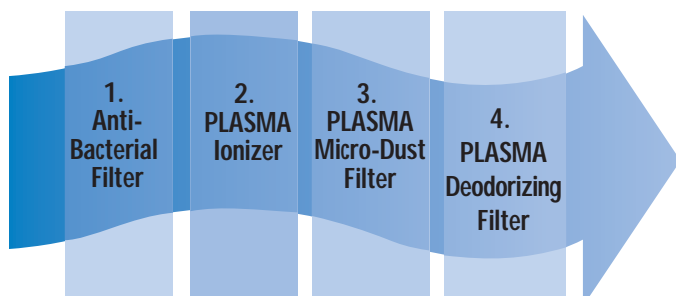 1.
Anti-
Bacterial
Filter
2.
PLASMA
Ionizer
3.
PLASMA
Micro-Dust
Filter
4.
PLASMA
Deodorizing
Filter